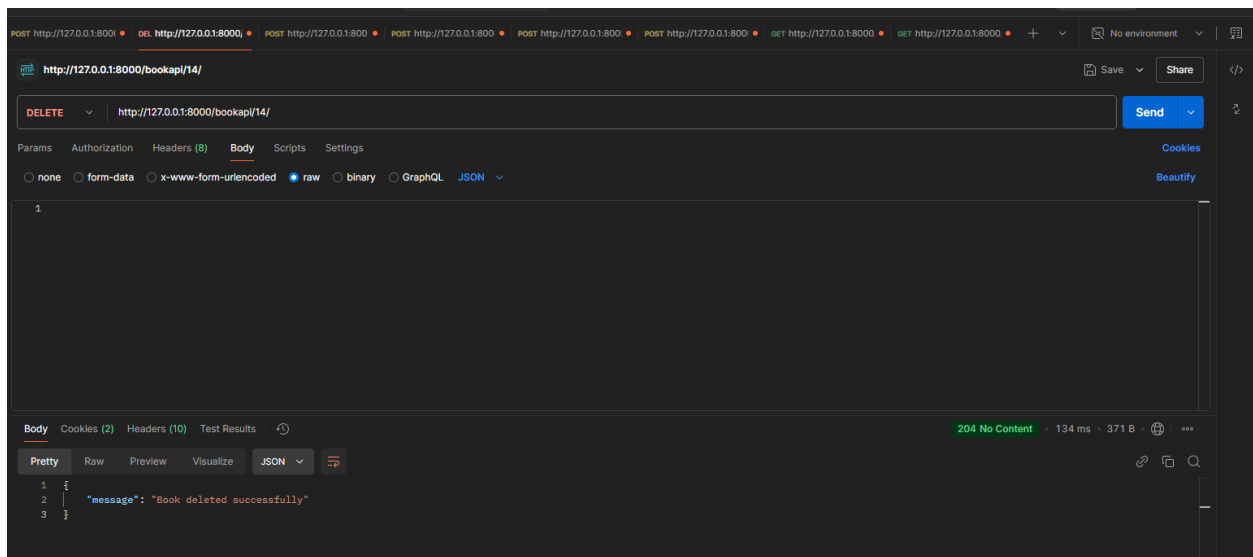 POST http://127.0.0.1:800( DEL http://127.0.0.1:8000, POST http://127.0.0.1:800 POST http://127.0.0.1:800 POST http://127.0.0.1:800 POST http://127.0.0.1:800( GET http://127.0.0.1:8000 GET http://127.0.0.1:8000, + No environment
HTTP http://127.0.0.1:8000/bookapi/14/ Save Share </>
DELETE http://127.0.0.1:8000/bookapi/14/ Send
Params Authorization Headers (8) Body Scripts Settings Cookies
none form-data x-www-form-urlencoded raw binary GraphQL JSON Beautify
1
Body Cookies (2) Headers (10) Test Results 204 No Content 134 ms 371 B
Pretty Raw Preview Visualize JSON
1 {
2 "message": "Book deleted successfully"
3 }